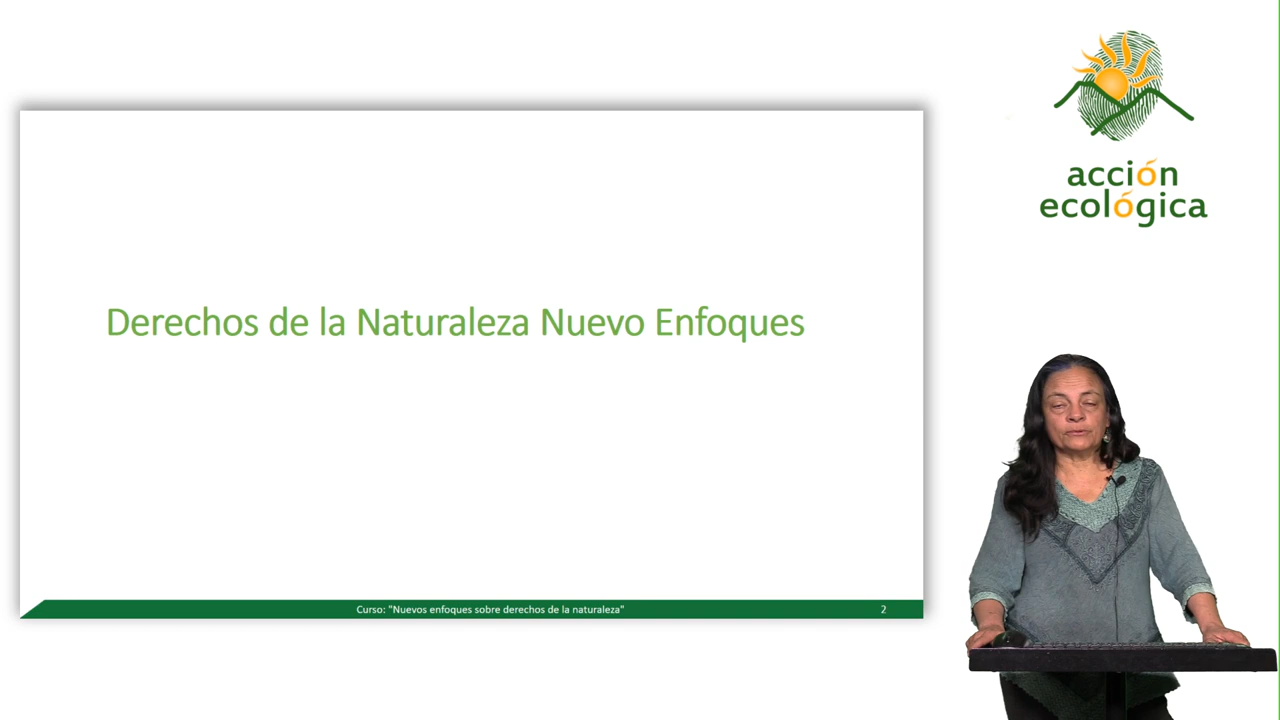 acción
ecológica
Derechos de la Naturaleza Nuevo Enfoques
Curso: "Nuevos enfoques sobre derechos de la naturaleza"
2